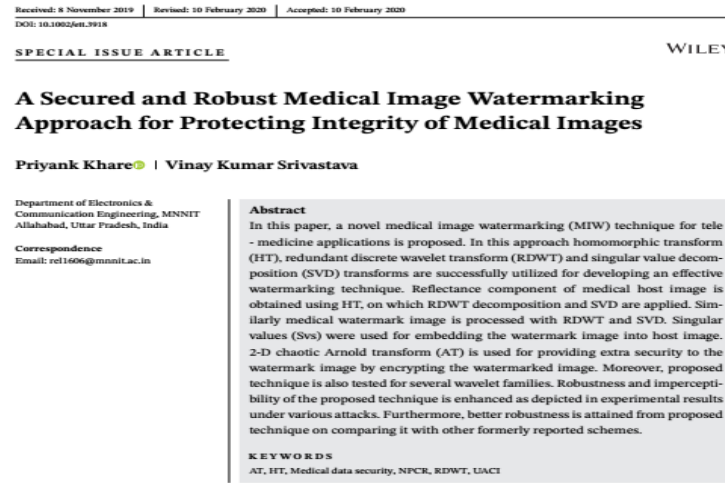 Received: 8 November 2019 | Revised: 10 February 2020 | Accepted: 10 February 2020
DOI: 10.1002/ett.3918
SPECIAL ISSUE ARTICLE
WILEY
A Secured and Robust Medical Image Watermarking
Approach for Protecting Integrity of Medical Images
Priyank Khare | Vinay Kumar Srivastava
Department of Electronics &
Communication Engineering, MNNIT
Allahabad, Uttar Pradesh, India
Correspondence
Email: rel1606@mnnit.ac.in
Abstract
In this paper, a novel medical image watermarking (MIW) technique for tele
- medicine applications is proposed. In this approach homomorphic transform
(HT), redundant discrete wavelet transform (RDWT) and singular value decom-
position (SVD) transforms are successfully utilized for developing an effective
watermarking technique. Reflectance component of medical host image is
obtained using HT, on which RDWT decomposition and SVD are applied. Sim-
ilarly medical watermark image is processed with RDWT and SVD. Singular
values (Svs) were used for embedding the watermark image into host image.
2-D chaotic Arnold transform (AT) is used for providing extra security to the
watermark image by encrypting the watermarked image. Moreover, proposed
technique is also tested for several wavelet families. Robustness and impercepti-
bility of the proposed technique is enhanced as depicted in experimental results
under various attacks. Furthermore, better robustness is attained from proposed
technique on comparing it with other formerly reported schemes.
KEYWORDS
AT, HT, Medical data security, NPCR, RDWT, UACI